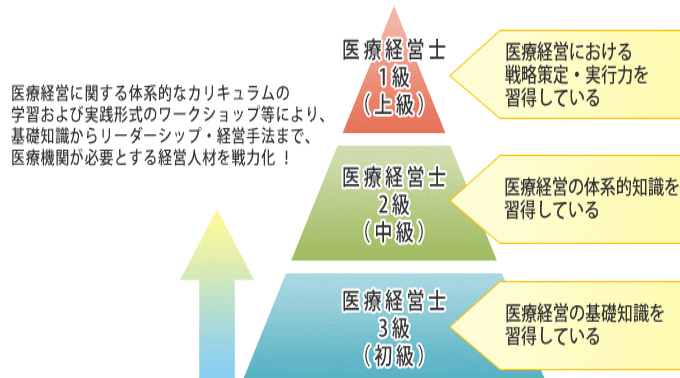 医療経営に関する体系的なカリキュラムの
学習および実践形式のワークショップ等により、
基礎知識からリーダーシップ・経営手法まで、
医療機関が必要とする経営人材を戦力化 ！
医療経営士
1級
（上級）
医療経営における
戦略策定・実行力を
習得している
医療経営士
2級
（中級）
医療経営の体系的知識を
習得している
医療経営士
3級
（初級）
医療経営の基礎知識を
習得している